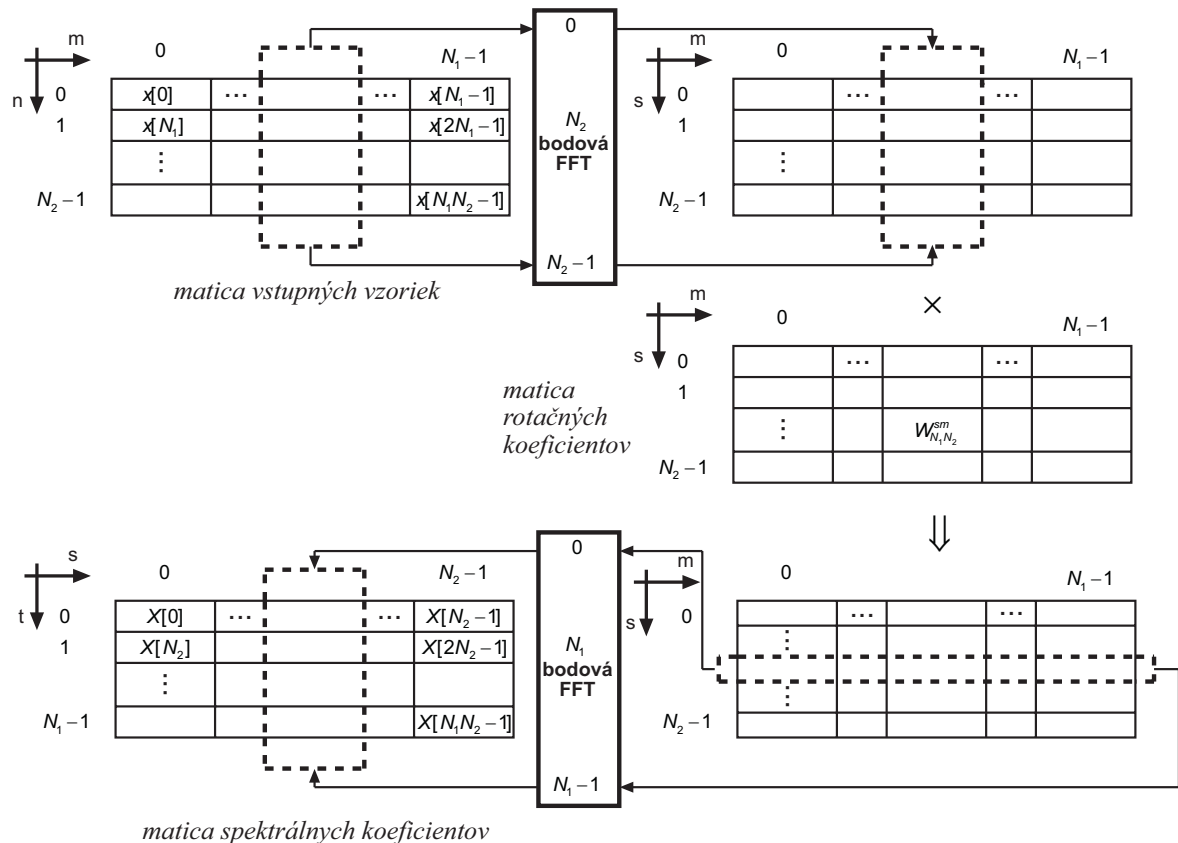 m 0 N₁−1
n 0 x[0] ⋯ ⋯ x[N₁−1]
1 x[N₁] x[2N₁−1]
⋮
N₂−1 x[N₁N₂−1]
matica vstupných vzoriek
0
N₂
bodová
FFT
N₂−1
m 0 N₁−1
s 0 ⋯ ⋯
1
⋮
N₂−1
×
m 0 N₁−1
s 0 ⋯ ⋯
1
⋮ W_{N₁N₂}^{sm}
N₂−1
matica
rotačných
koeficientov
⇓
m 0 N₁−1
s 0 ⋯ ⋯
⋮
⋮
N₂−1
0
N₁
bodová
FFT
N₁−1
s 0 N₂−1
t 0 X[0] ⋯ ⋯ X[N₂−1]
1 X[N₂] X[2N₂−1]
⋮
N₁−1 X[N₁N₂−1]
matica spektrálnych koeficientov